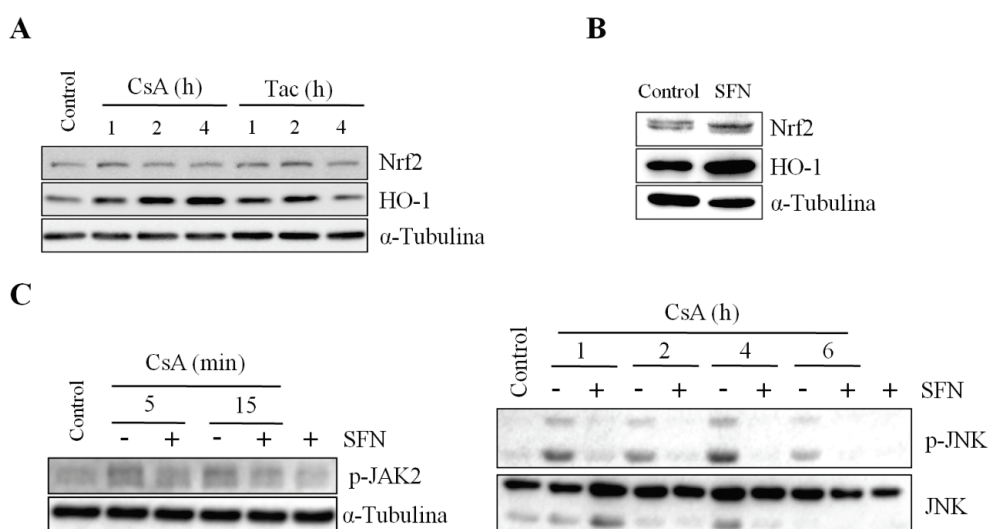 A
Control
CsA (h)
Tac (h)
1 2 4 1 2 4
Nrf2
HO-1
α-Tubulina
B
Control SFN
Nrf2
HO-1
α-Tubulina
C
Control
CsA (min)
5 15
- + - + + SFN
p-JAK2
α-Tubulina
Control
CsA (h)
1 2 4 6
- + - + - + - + + SFN
p-JNK
JNK